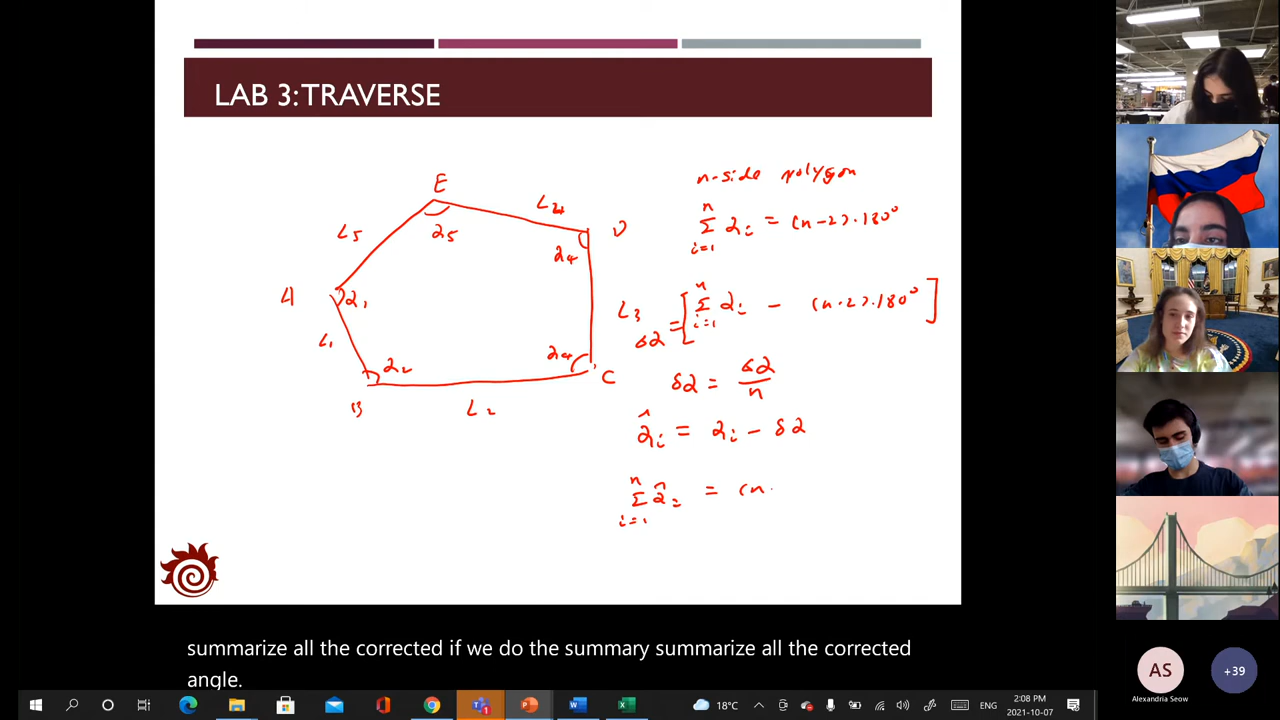 LAB 3: TRAVERSE
E
L4
D
L5
α5
α4
A
α1
L3
L1
α2
α4
C
B
L2
n-side polygon
n
Σ αi = (n-2).180°
i=1
n
Δα = [Σ αi - (n-2).180°]
i=1
δα = Δα
n
α̂i = αi - δα
n
Σ α̂i = (n.
i=1
summarize all the corrected if we do the summary summarize all the corrected
angle.
AS
Alexandria Seow
+39
18°C
ENG
2:08 PM
2021-10-07